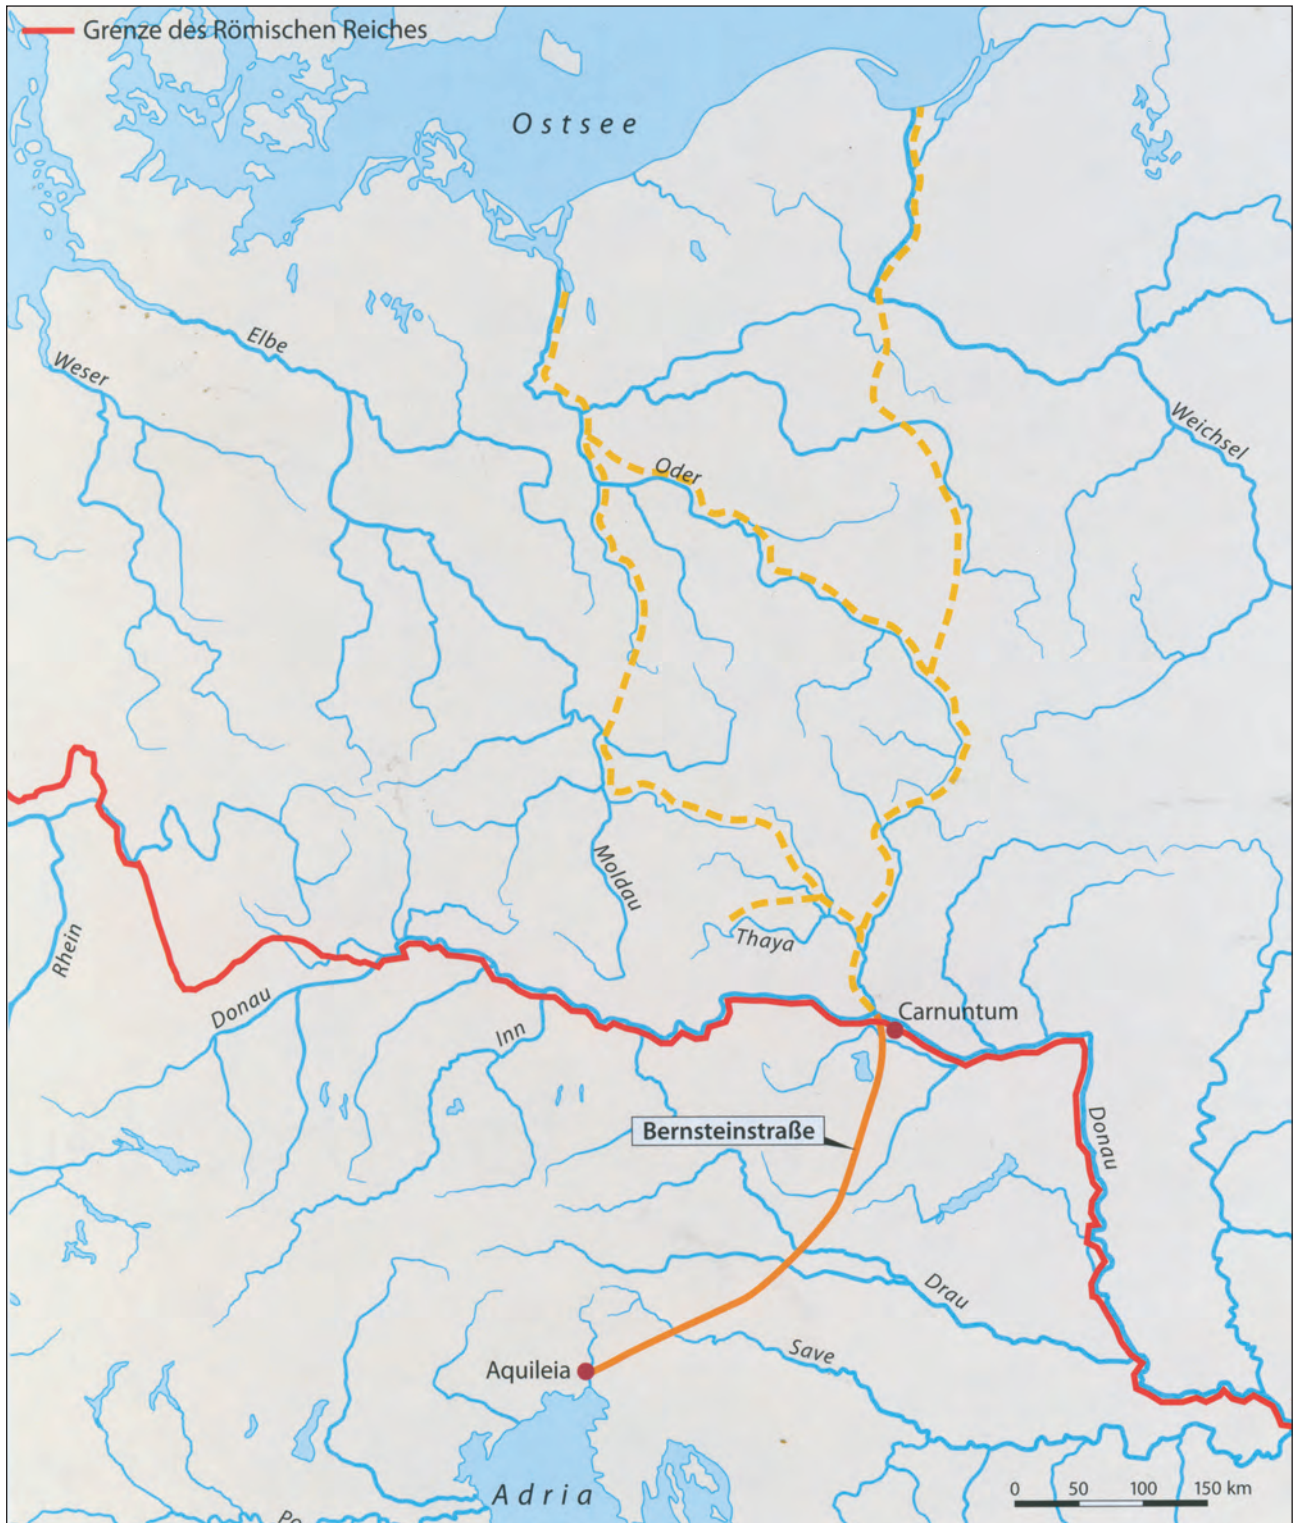 Grenze des Römischen Reiches
Ostsee
Elbe
Weser
Weichsel
Oder
Moldau
Rhein
Thaya
Donau
Carnuntum
Inn
Bernsteinstraße
Donau
Drau
Save
Aquileia
Adria
0 50 100 150 km
Po